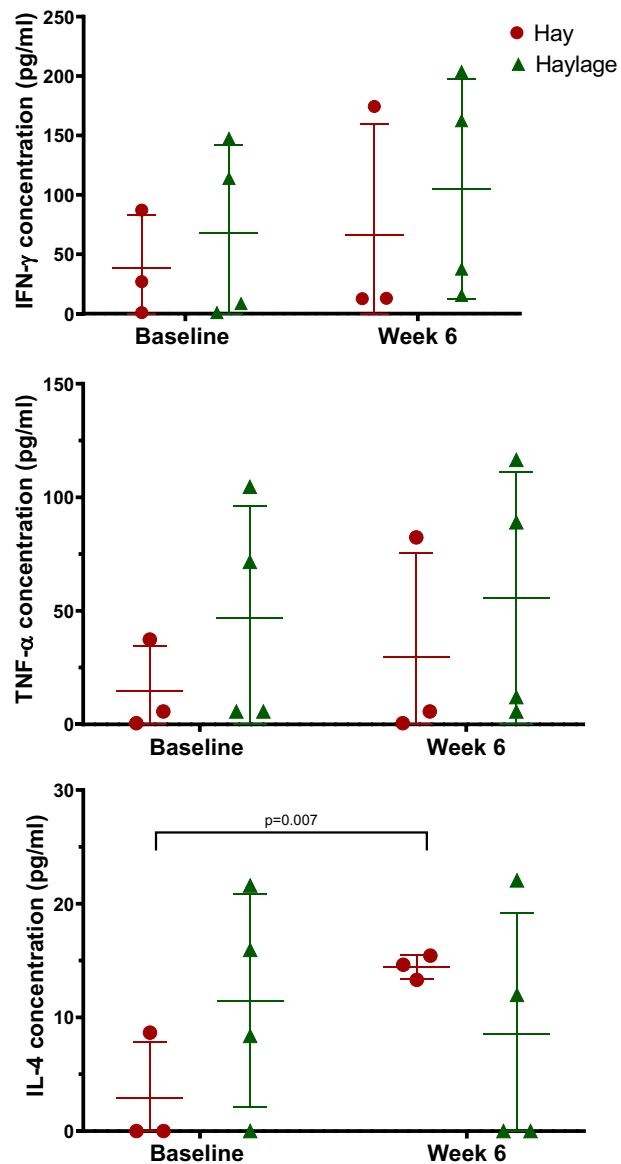 IFN-γ concentration (pg/ml)
250
200
150
100
50
0
Hay
Haylage
Baseline Week 6
TNF-α concentration (pg/ml)
150
100
50
0
Baseline Week 6
IL-4 concentration (pg/ml)
30
20
10
0
p=0.007
Baseline Week 6